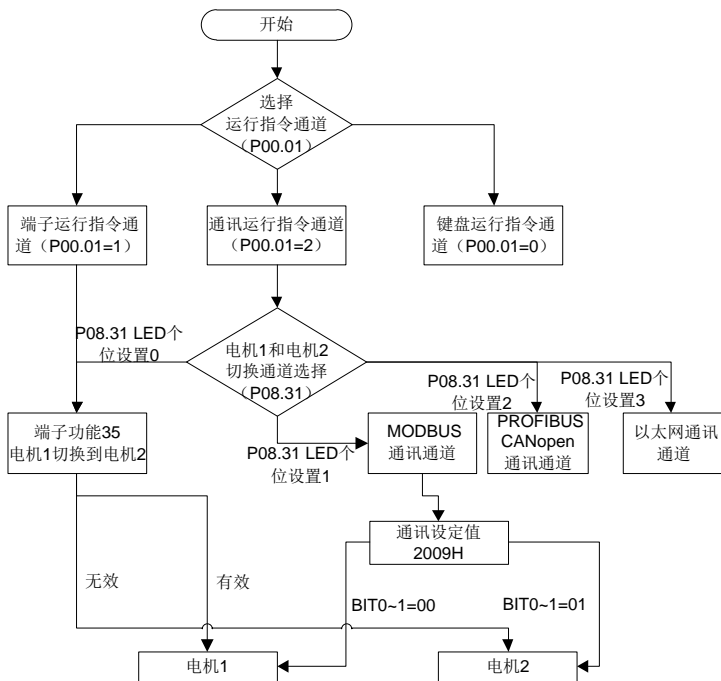 开始
选择
运行指令通道
（P00.01）
端子运行指令通
道（P00.01=1）
通讯运行指令通道
（P00.01=2）
键盘运行指令通
道（P00.01=0）
P08.31 LED个
位设置0
电机1和电机2
切换通道选择
（P08.31）
P08.31 LED个
位设置2
P08.31 LED个
位设置3
端子功能35
电机1切换到电机2
P08.31 LED个
位设置1
MODBUS
通讯通道
PROFIBUS
CANopen
通讯通道
以太网通讯
通道
通讯设定值
2009H
无效
有效
BIT0~1=00
BIT0~1=01
电机1
电机2